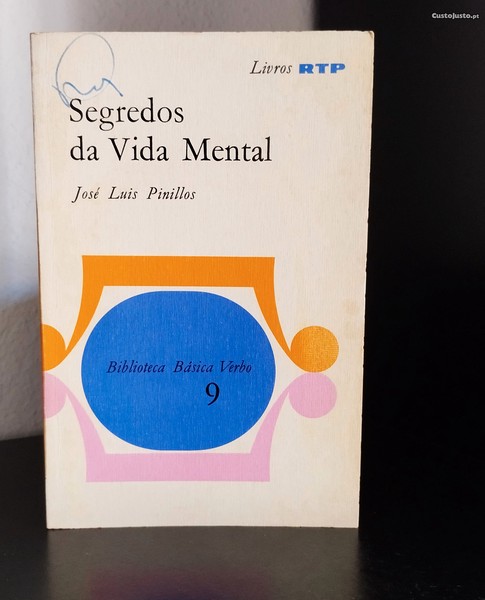 CustoJusto.pt
Livros RTP
Segredos
da Vida Mental
José Luis Pinillos
Biblioteca Básica Verbo
9